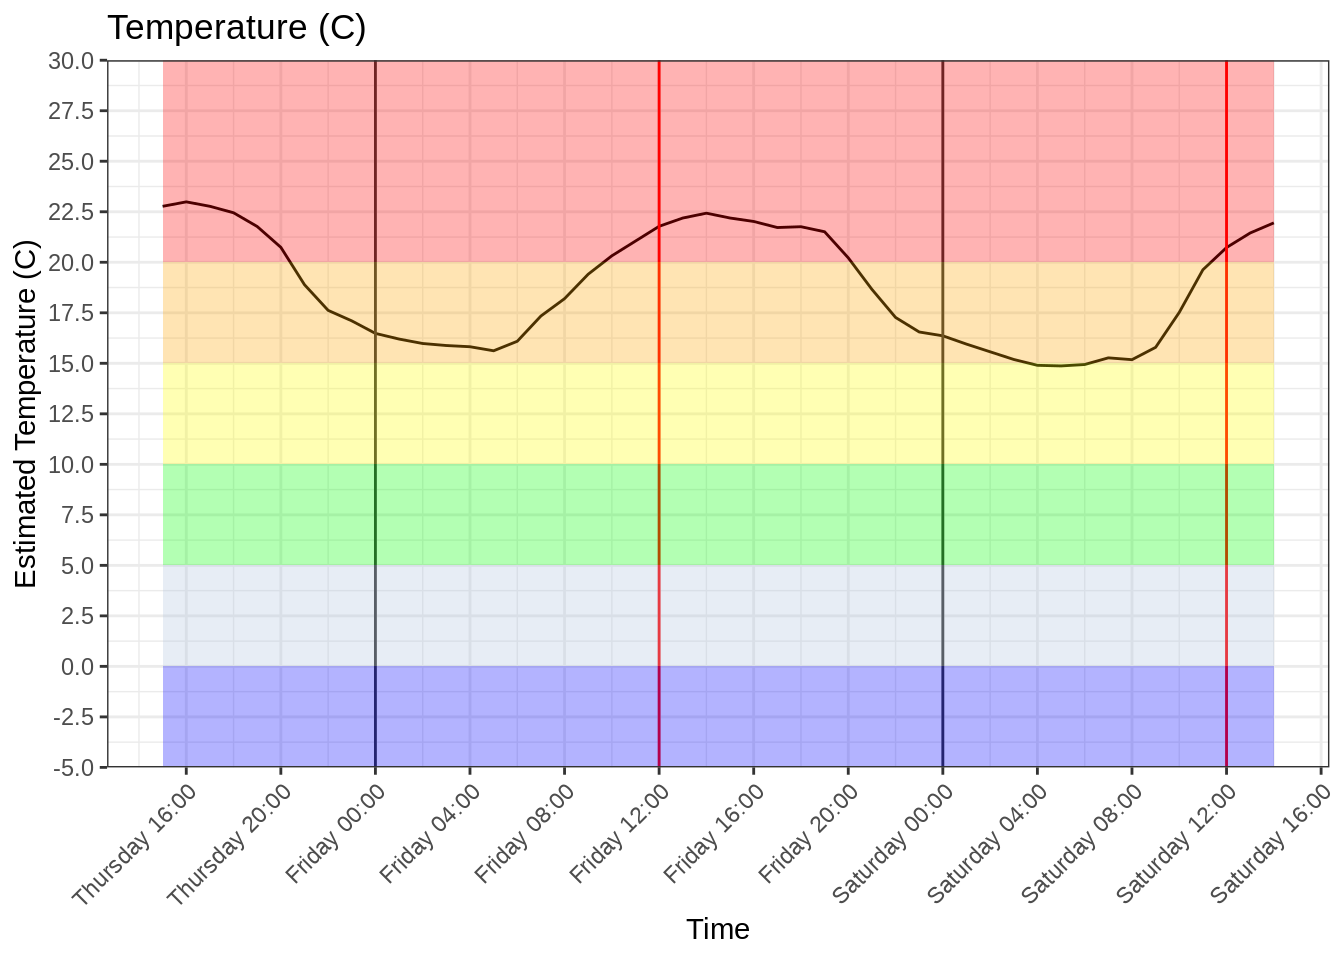 Temperature (C)
30.0
27.5
25.0
22.5
20.0
17.5
15.0
12.5
10.0
7.5
5.0
2.5
0.0
-2.5
-5.0
Estimated Temperature (C)
Thursday 16:00
Thursday 20:00
Friday 00:00
Friday 04:00
Friday 08:00
Friday 12:00
Friday 16:00
Friday 20:00
Saturday 00:00
Saturday 04:00
Saturday 08:00
Saturday 12:00
Saturday 16:00
Time